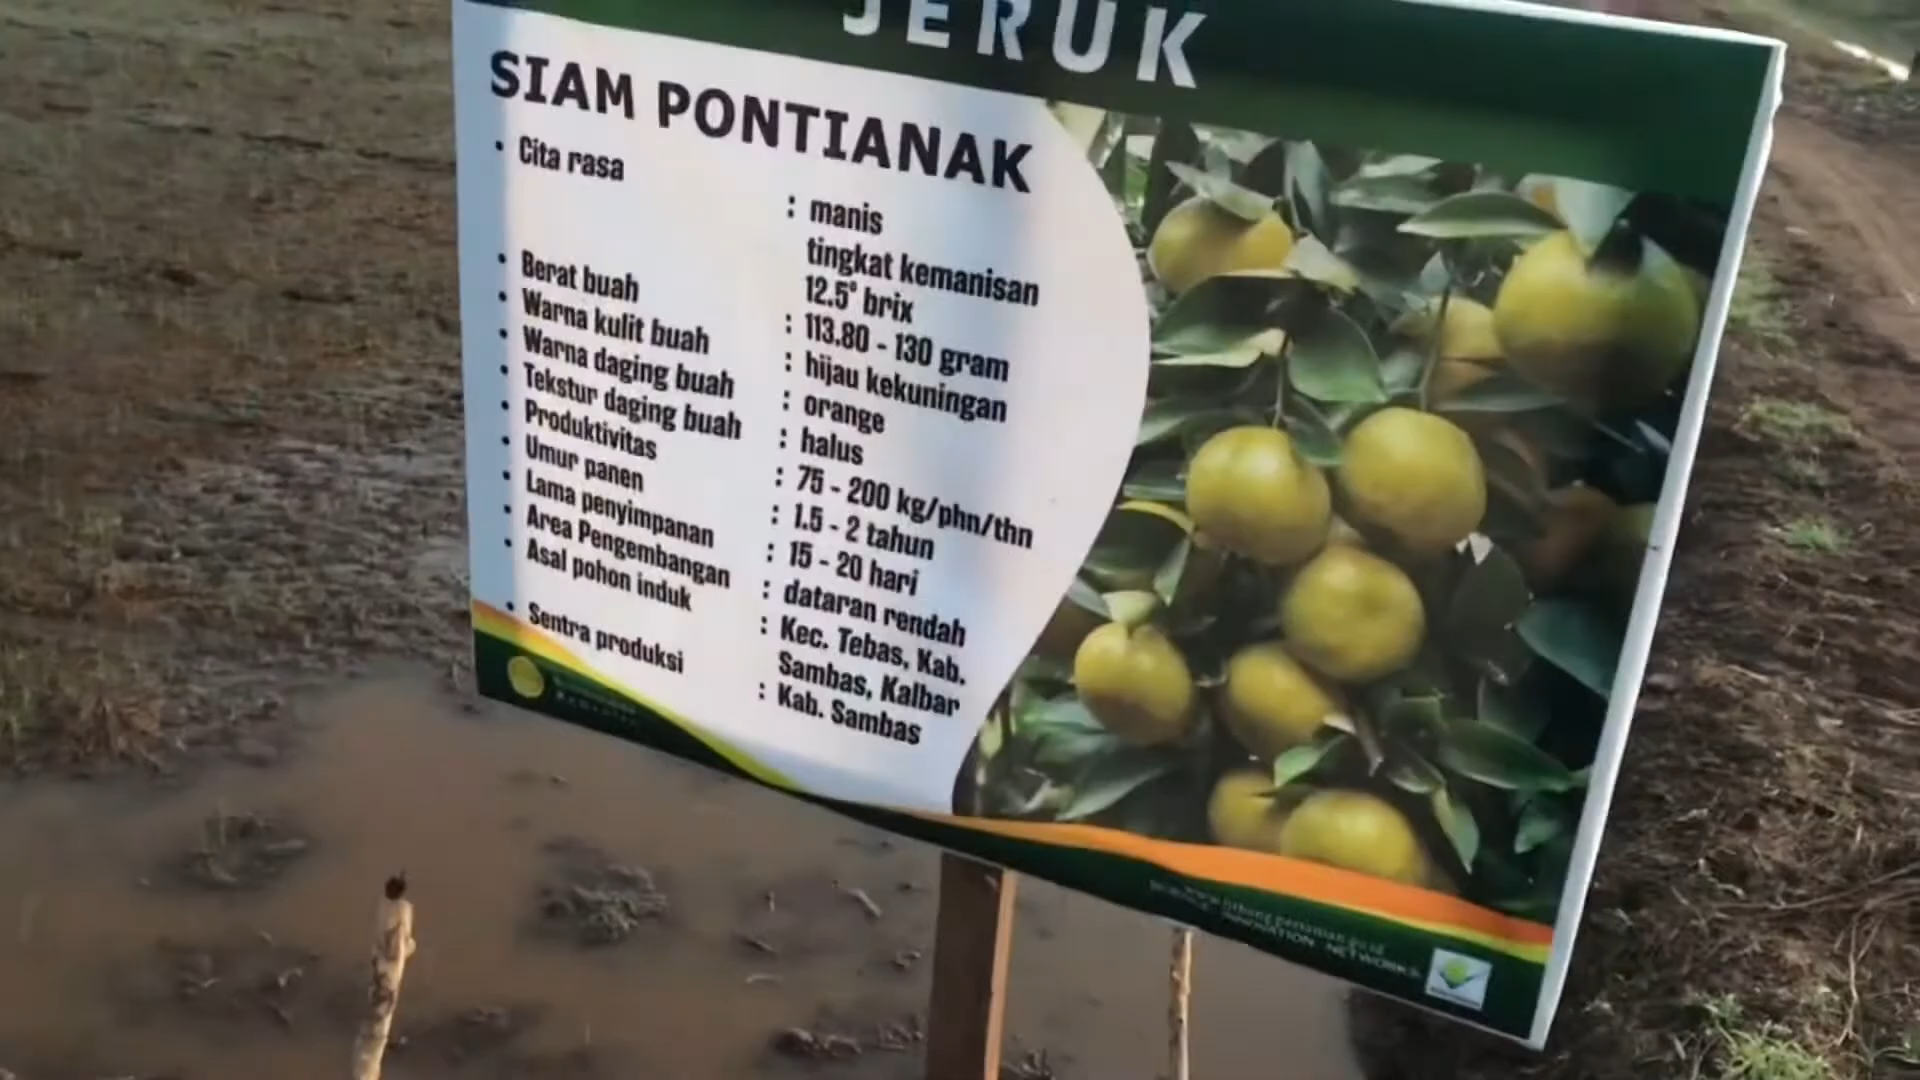 JERUK
SIAM PONTIANAK
• Cita rasa : manis
tingkat kemanisan
12.5° brix
• Berat buah : 113.80 - 130 gram
• Warna kulit buah : hijau kekuningan
• Warna daging buah : orange
• Tekstur daging buah : halus
• Produktivitas : 75 - 200 kg/phn/thn
• Umur panen : 1.5 - 2 tahun
• Lama penyimpanan : 15 - 20 hari
• Area Pengembangan : dataran rendah
• Asal pohon induk : Kec. Tebas, Kab.
Sambas, Kalbar
• Sentra produksi : Kab. Sambas
INNOVATION NETWORKS